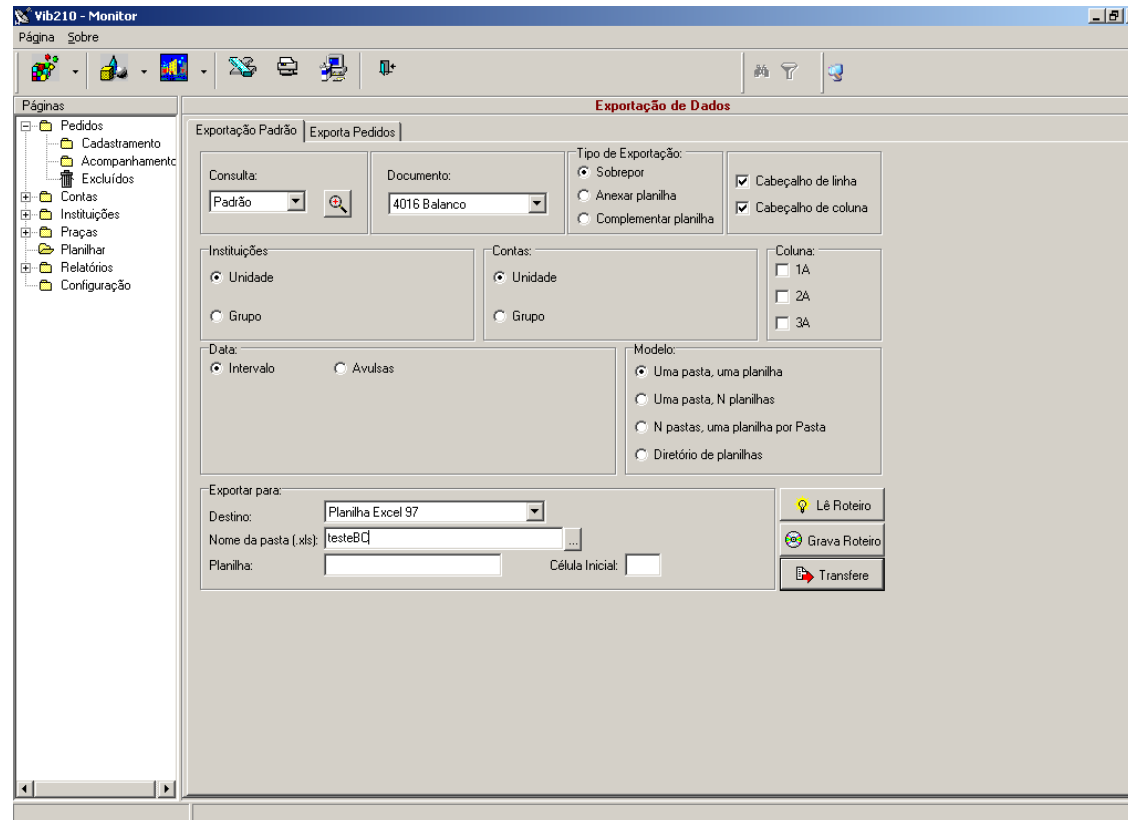 Vib210 - Monitor
Página Sobre
Páginas
Exportação de Dados
Pedidos
Cadastramento
Acompanhamento
Excluídos
Contas
Instituições
Praças
Planilhar
Relatórios
Configuração
Exportação Padrão
Exporta Pedidos
Consulta:
Padrão
Documento:
4016 Balanco
Tipo de Exportação:
Sobrepor
Anexar planilha
Complementar planilha
Cabeçalho de linha
Cabeçalho de coluna
Instituições
Unidade
Grupo
Contas:
Unidade
Grupo
Coluna:
1A
2A
3A
Data:
Intervalo Avulsas
Modelo:
Uma pasta, uma planilha
Uma pasta, N planilhas
N pastas, uma planilha por Pasta
Diretório de planilhas
Exportar para:
Destino: Planilha Excel 97
Nome da pasta (.xls): testeBC ...
Planilha: Célula Inicial:
Lê Roteiro
Grava Roteiro
Transfere